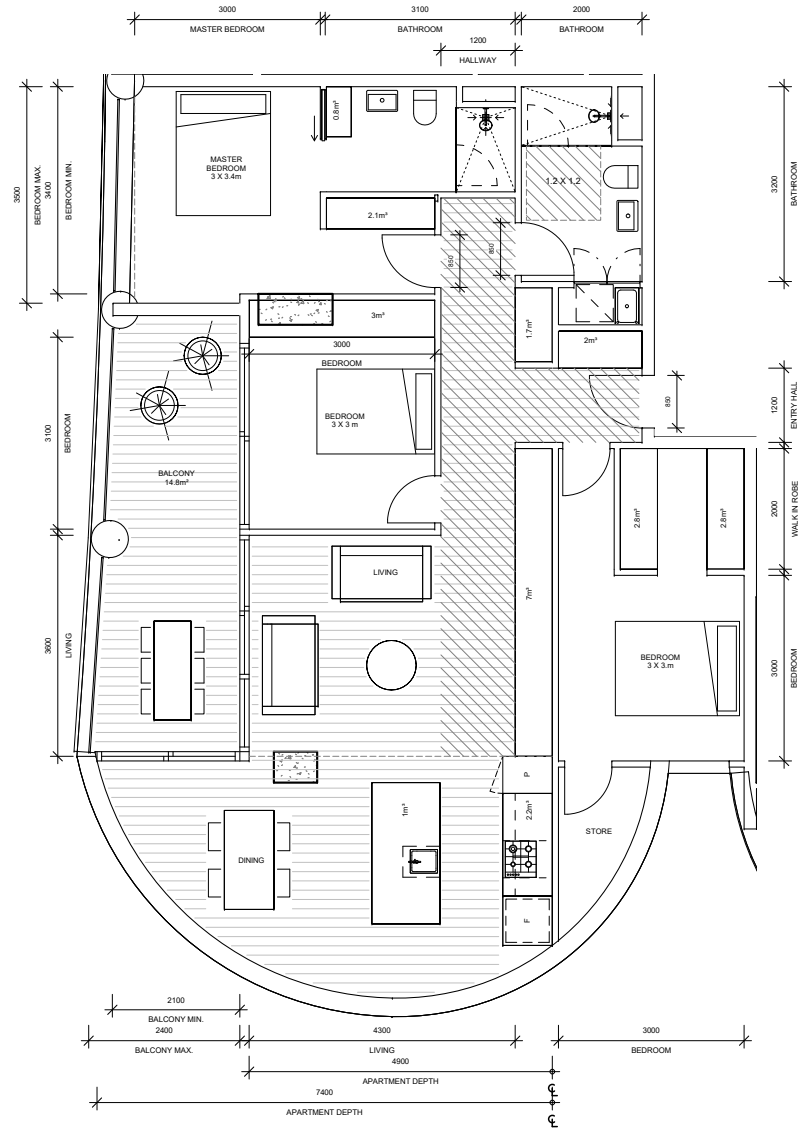 3000
3100
2000
MASTER BEDROOM
BATHROOM
BATHROOM
1200
HALLWAY
3500
BEDROOM MAX.
3400
BEDROOM MIN.
0.8m³
MASTER
BEDROOM
3 X 3.4m
1.2 X 1.2
3200
BATHROOM
2.1m³
850
850
3m³
1.7m³
2m³
3000
BEDROOM
BEDROOM
3 X 3 m
3100
BEDROOM
850
1200
ENTRY HALL
BALCONY
14.8m²
2.8m³
2.8m³
2000
WALK IN ROBE
LIVING
7m³
3600
LIVING
BEDROOM
3 X 3.m
3000
BEDROOM
P
2.2m³
1m³
STORE
DINING
F
2100
BALCONY MIN.
2400
4300
3000
BALCONY MAX.
LIVING
BEDROOM
4900
APARTMENT DEPTH
7400
APARTMENT DEPTH